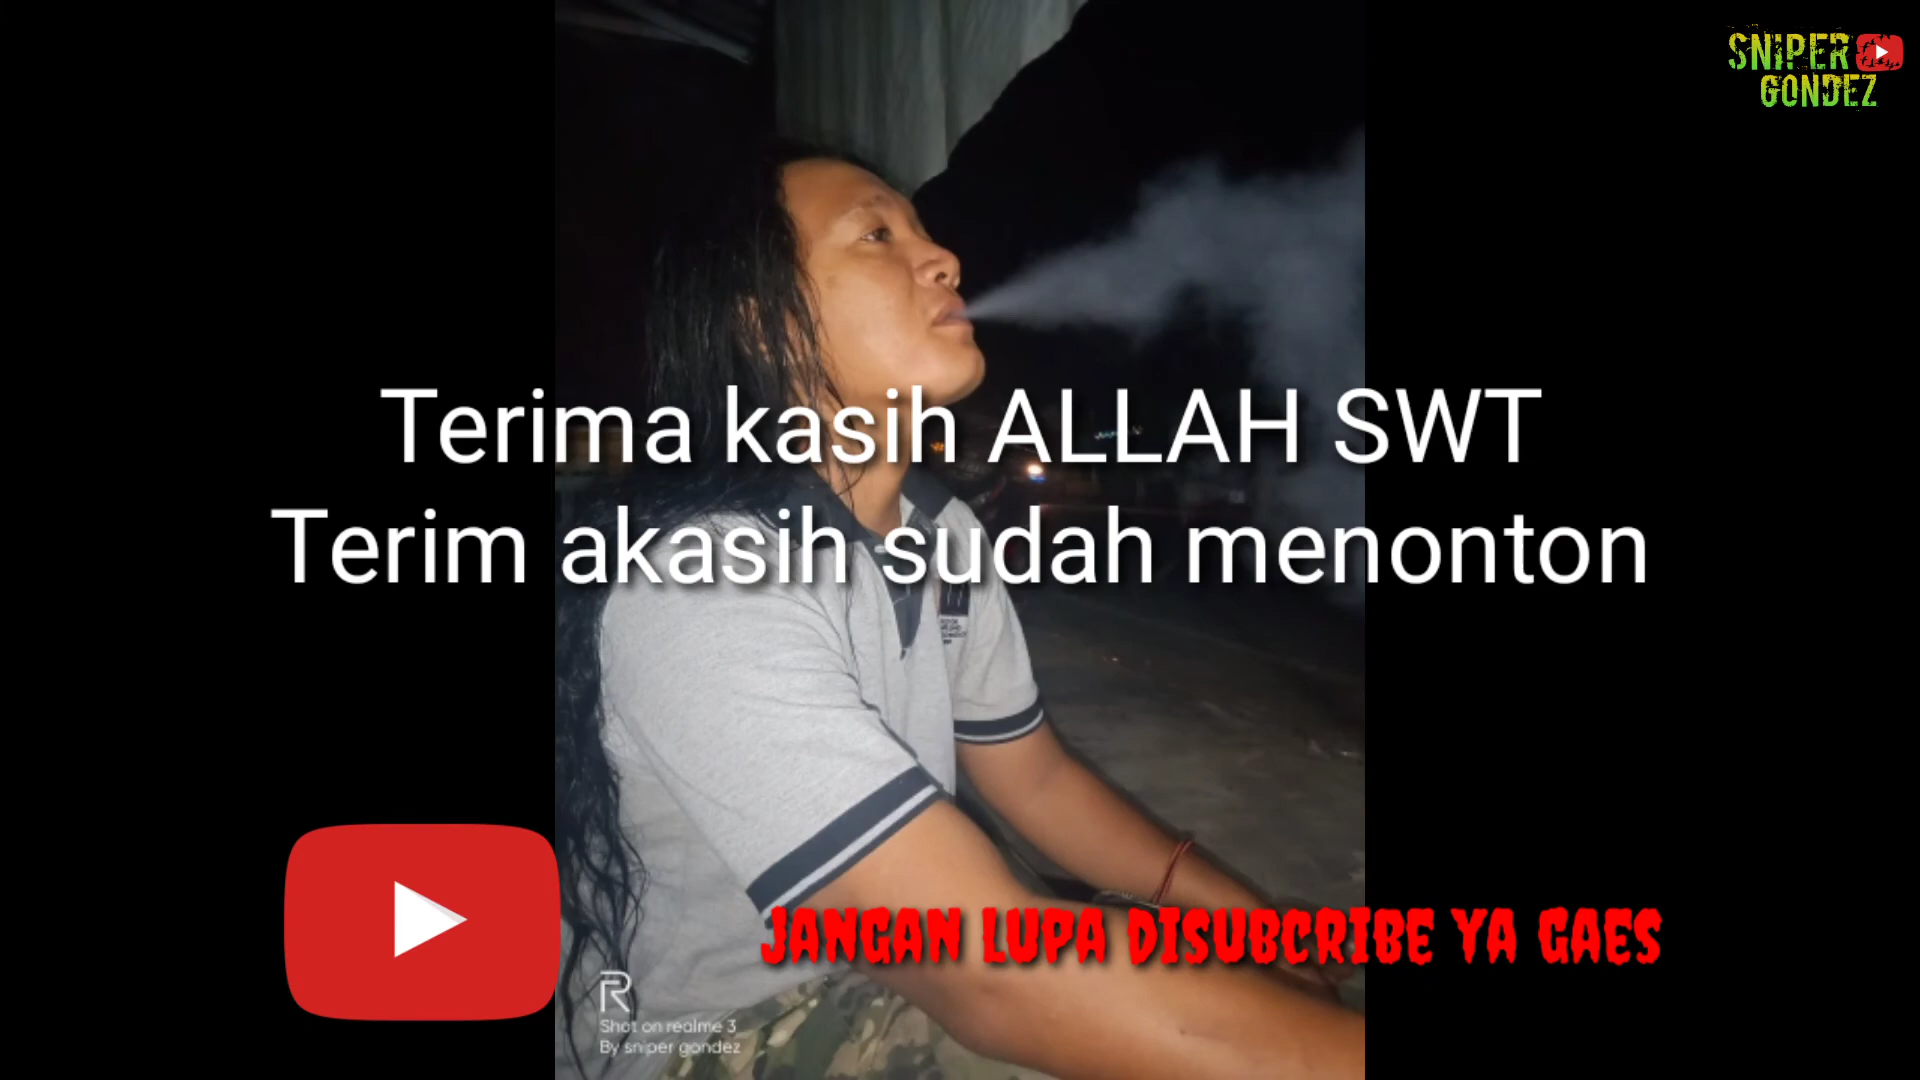 SNIPER
GONDEZ
Terima kasih ALLAH SWT
Terim akasih sudah menonton
JANGAN LUPA DISUBCRIBE YA GAES
Shot on realme 3
By sniper gondez